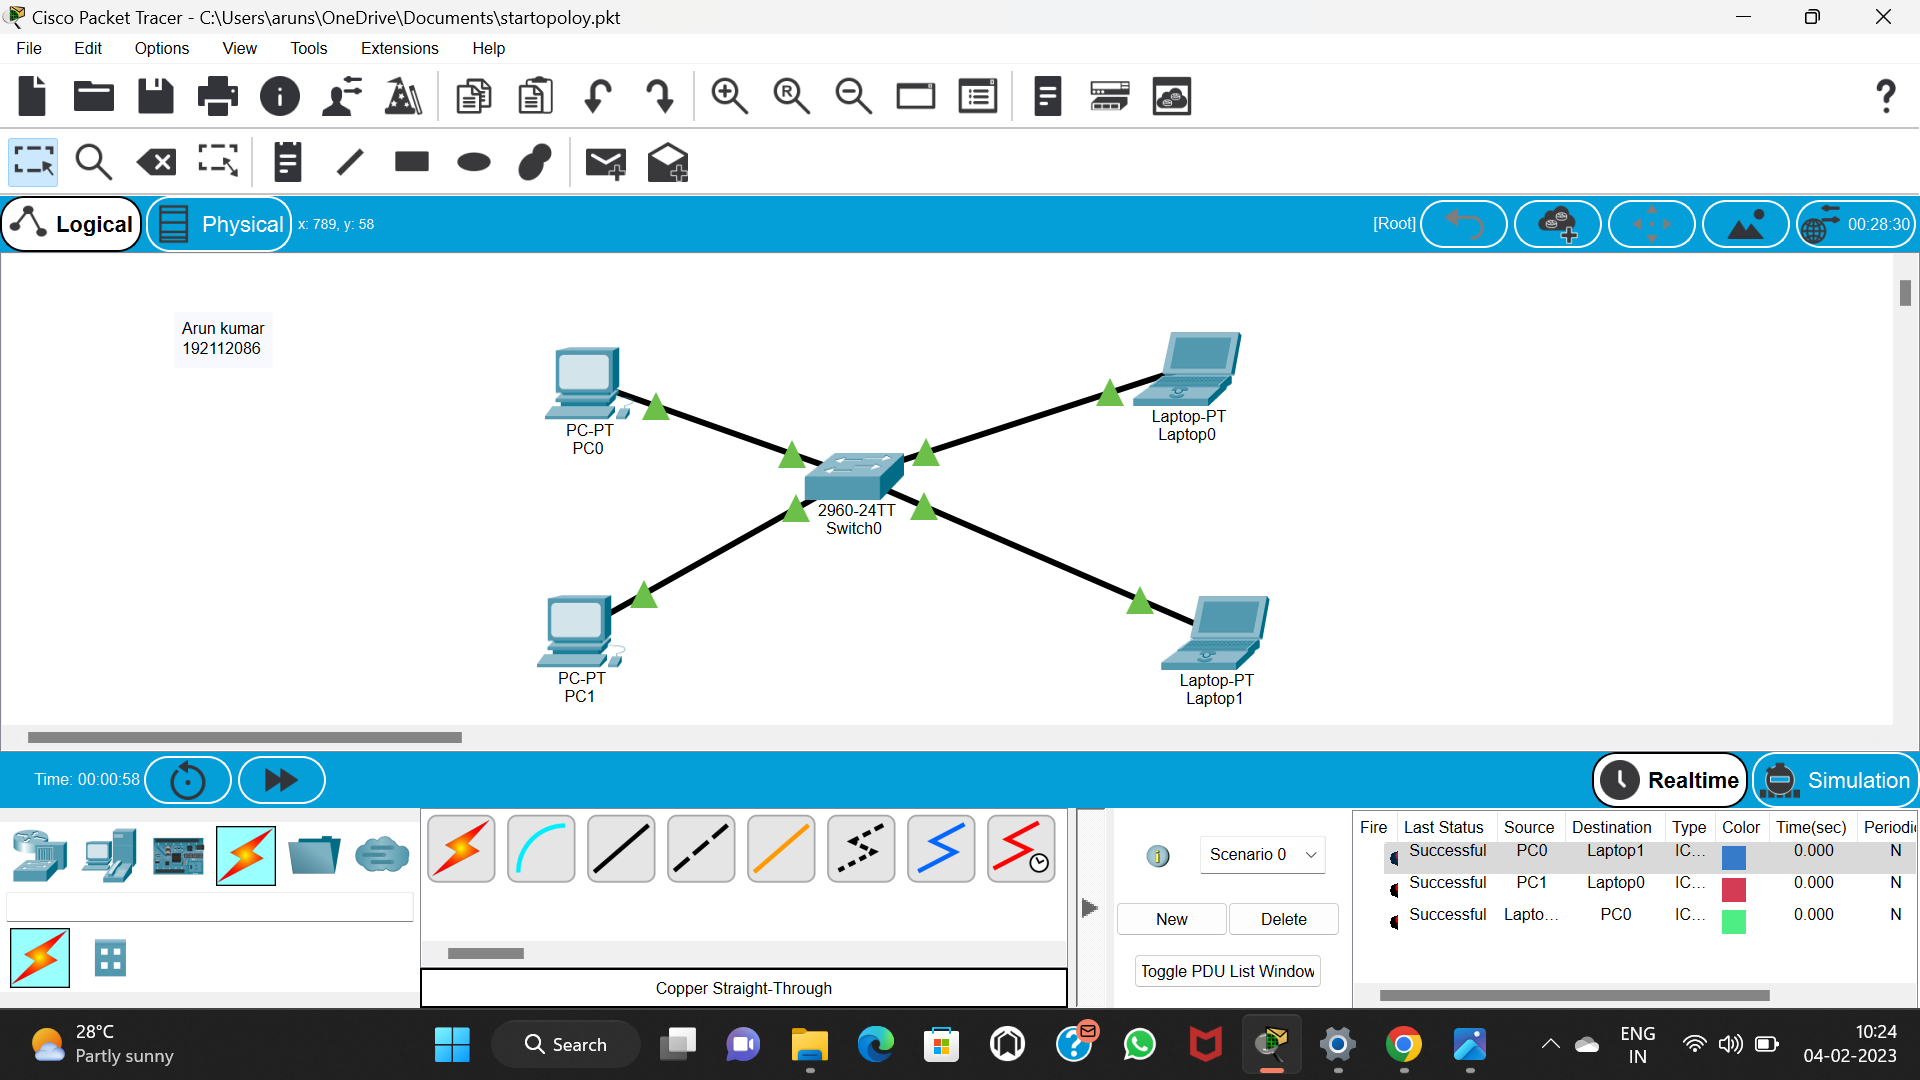 Cisco Packet Tracer - C:\Users\aruns\OneDrive\Documents\startopoloy.pkt
File Edit Options View Tools Extensions Help
R
?
Logical Physical x: 789, y: 58 [Root] 00:28:30
Arun kumar
192112086
PC-PT
PC0
Laptop-PT
Laptop0
2960-24TT
Switch0
PC-PT
PC1
Laptop-PT
Laptop1
Time: 00:00:58 Realtime Simulation
Scenario 0
New Delete
Toggle PDU List Window
Copper Straight-Through
Fire Last Status Source Destination Type Color Time(sec) Periodi
Successful PC0 Laptop1 IC... 0.000 N
Successful PC1 Laptop0 IC... 0.000 N
Successful Lapto... PC0 IC... 0.000 N
28°C
Partly sunny
Search
ENG
IN
10:24
04-02-2023